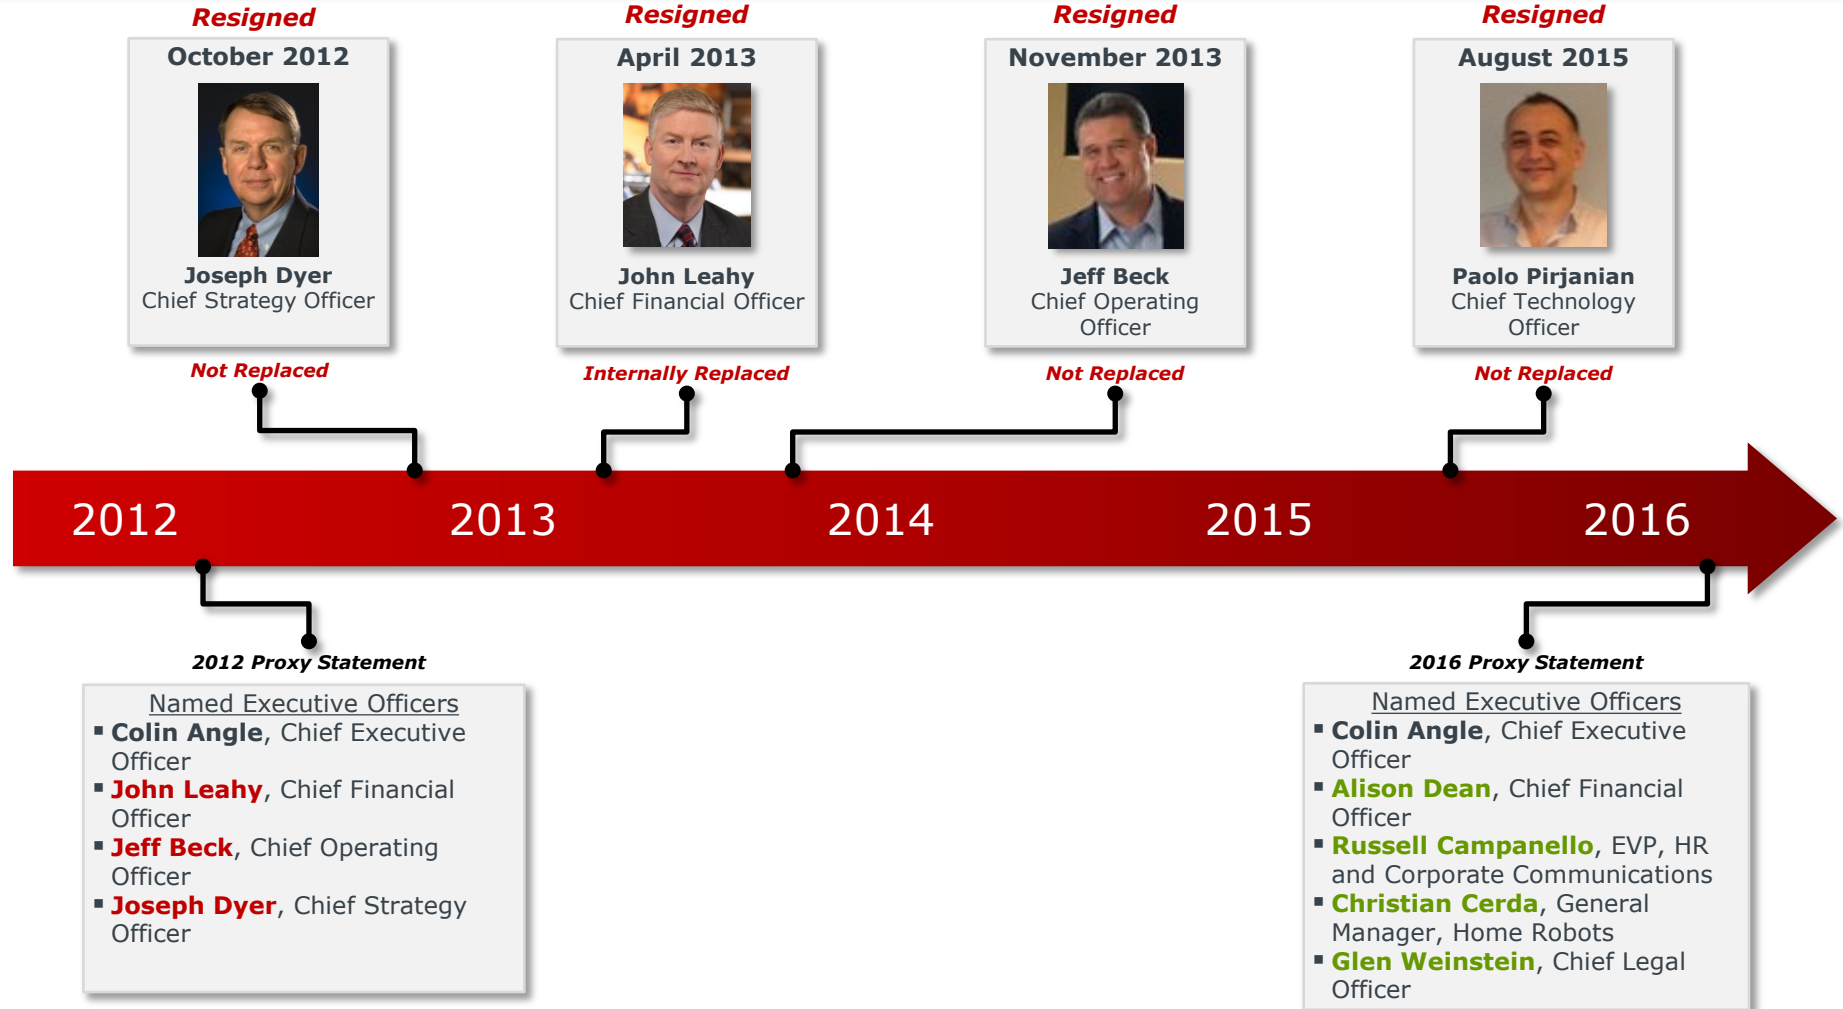 Resigned
October 2012
Joseph Dyer
Chief Strategy Officer
Not Replaced
Resigned
April 2013
John Leahy
Chief Financial Officer
Internally Replaced
Resigned
November 2013
Jeff Beck
Chief Operating
Officer
Not Replaced
Resigned
August 2015
Paolo Pirjanian
Chief Technology
Officer
Not Replaced
2012
2013
2014
2015
2016
2012 Proxy Statement
Named Executive Officers
▪ Colin Angle, Chief Executive
Officer
▪ John Leahy, Chief Financial
Officer
▪ Jeff Beck, Chief Operating
Officer
▪ Joseph Dyer, Chief Strategy
Officer
2016 Proxy Statement
Named Executive Officers
▪ Colin Angle, Chief Executive
Officer
▪ Alison Dean, Chief Financial
Officer
▪ Russell Campanello, EVP, HR
and Corporate Communications
▪ Christian Cerda, General
Manager, Home Robots
▪ Glen Weinstein, Chief Legal
Officer